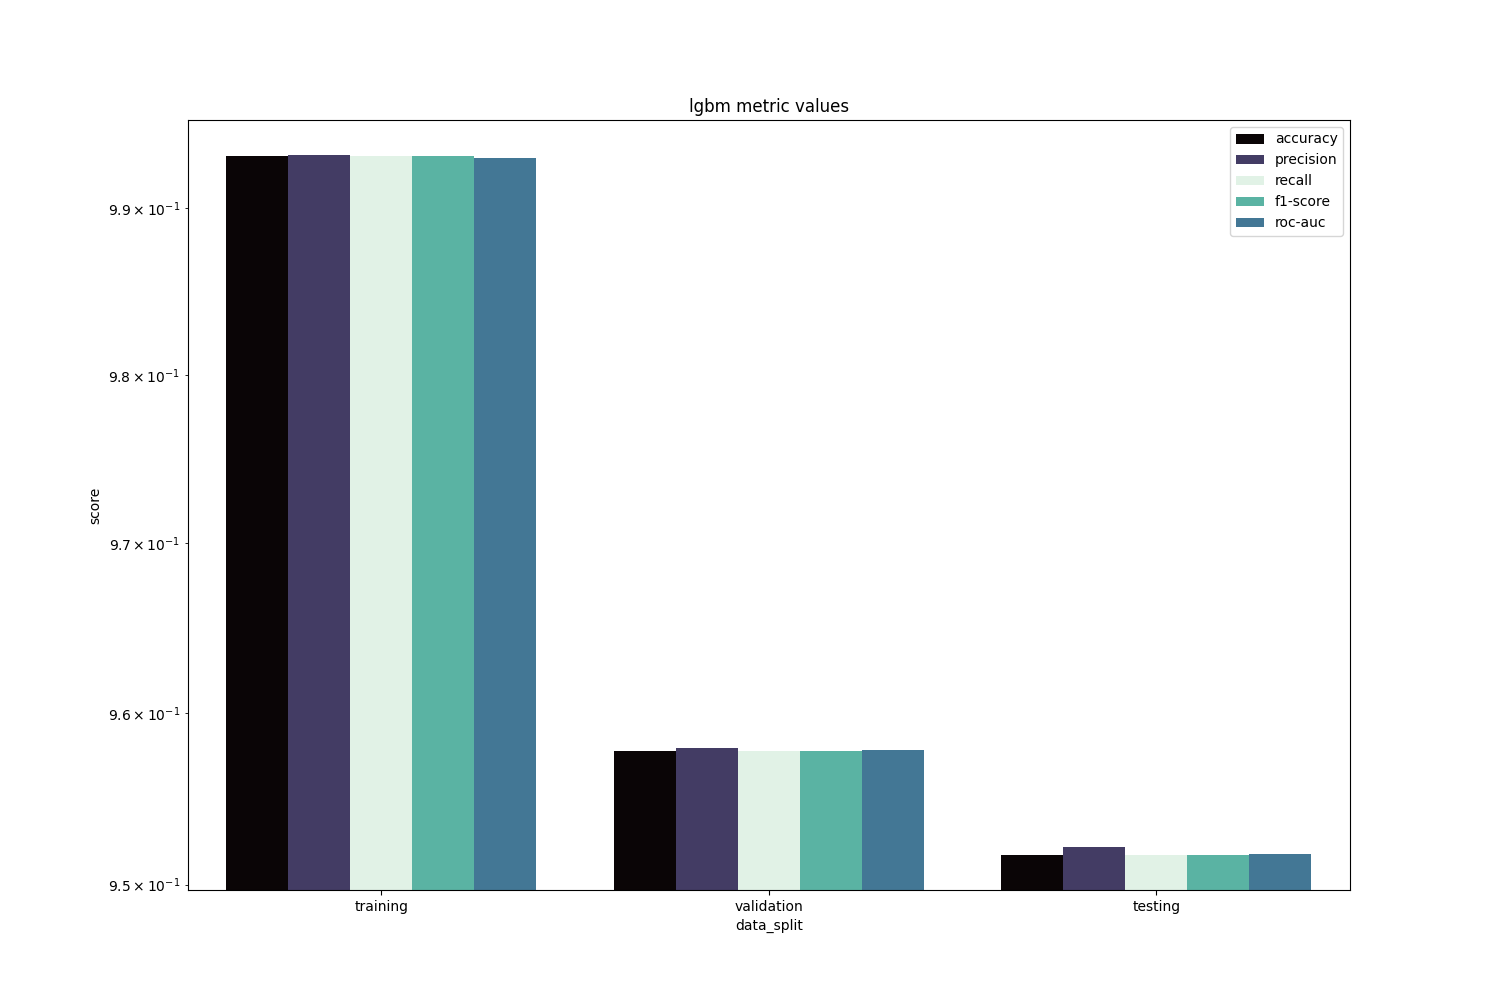 lgbm metric values
accuracy
precision
recall
f1-score
roc-auc
9.9 × 10⁻¹
9.8 × 10⁻¹
9.7 × 10⁻¹
9.6 × 10⁻¹
9.5 × 10⁻¹
score
training
validation
testing
data_split